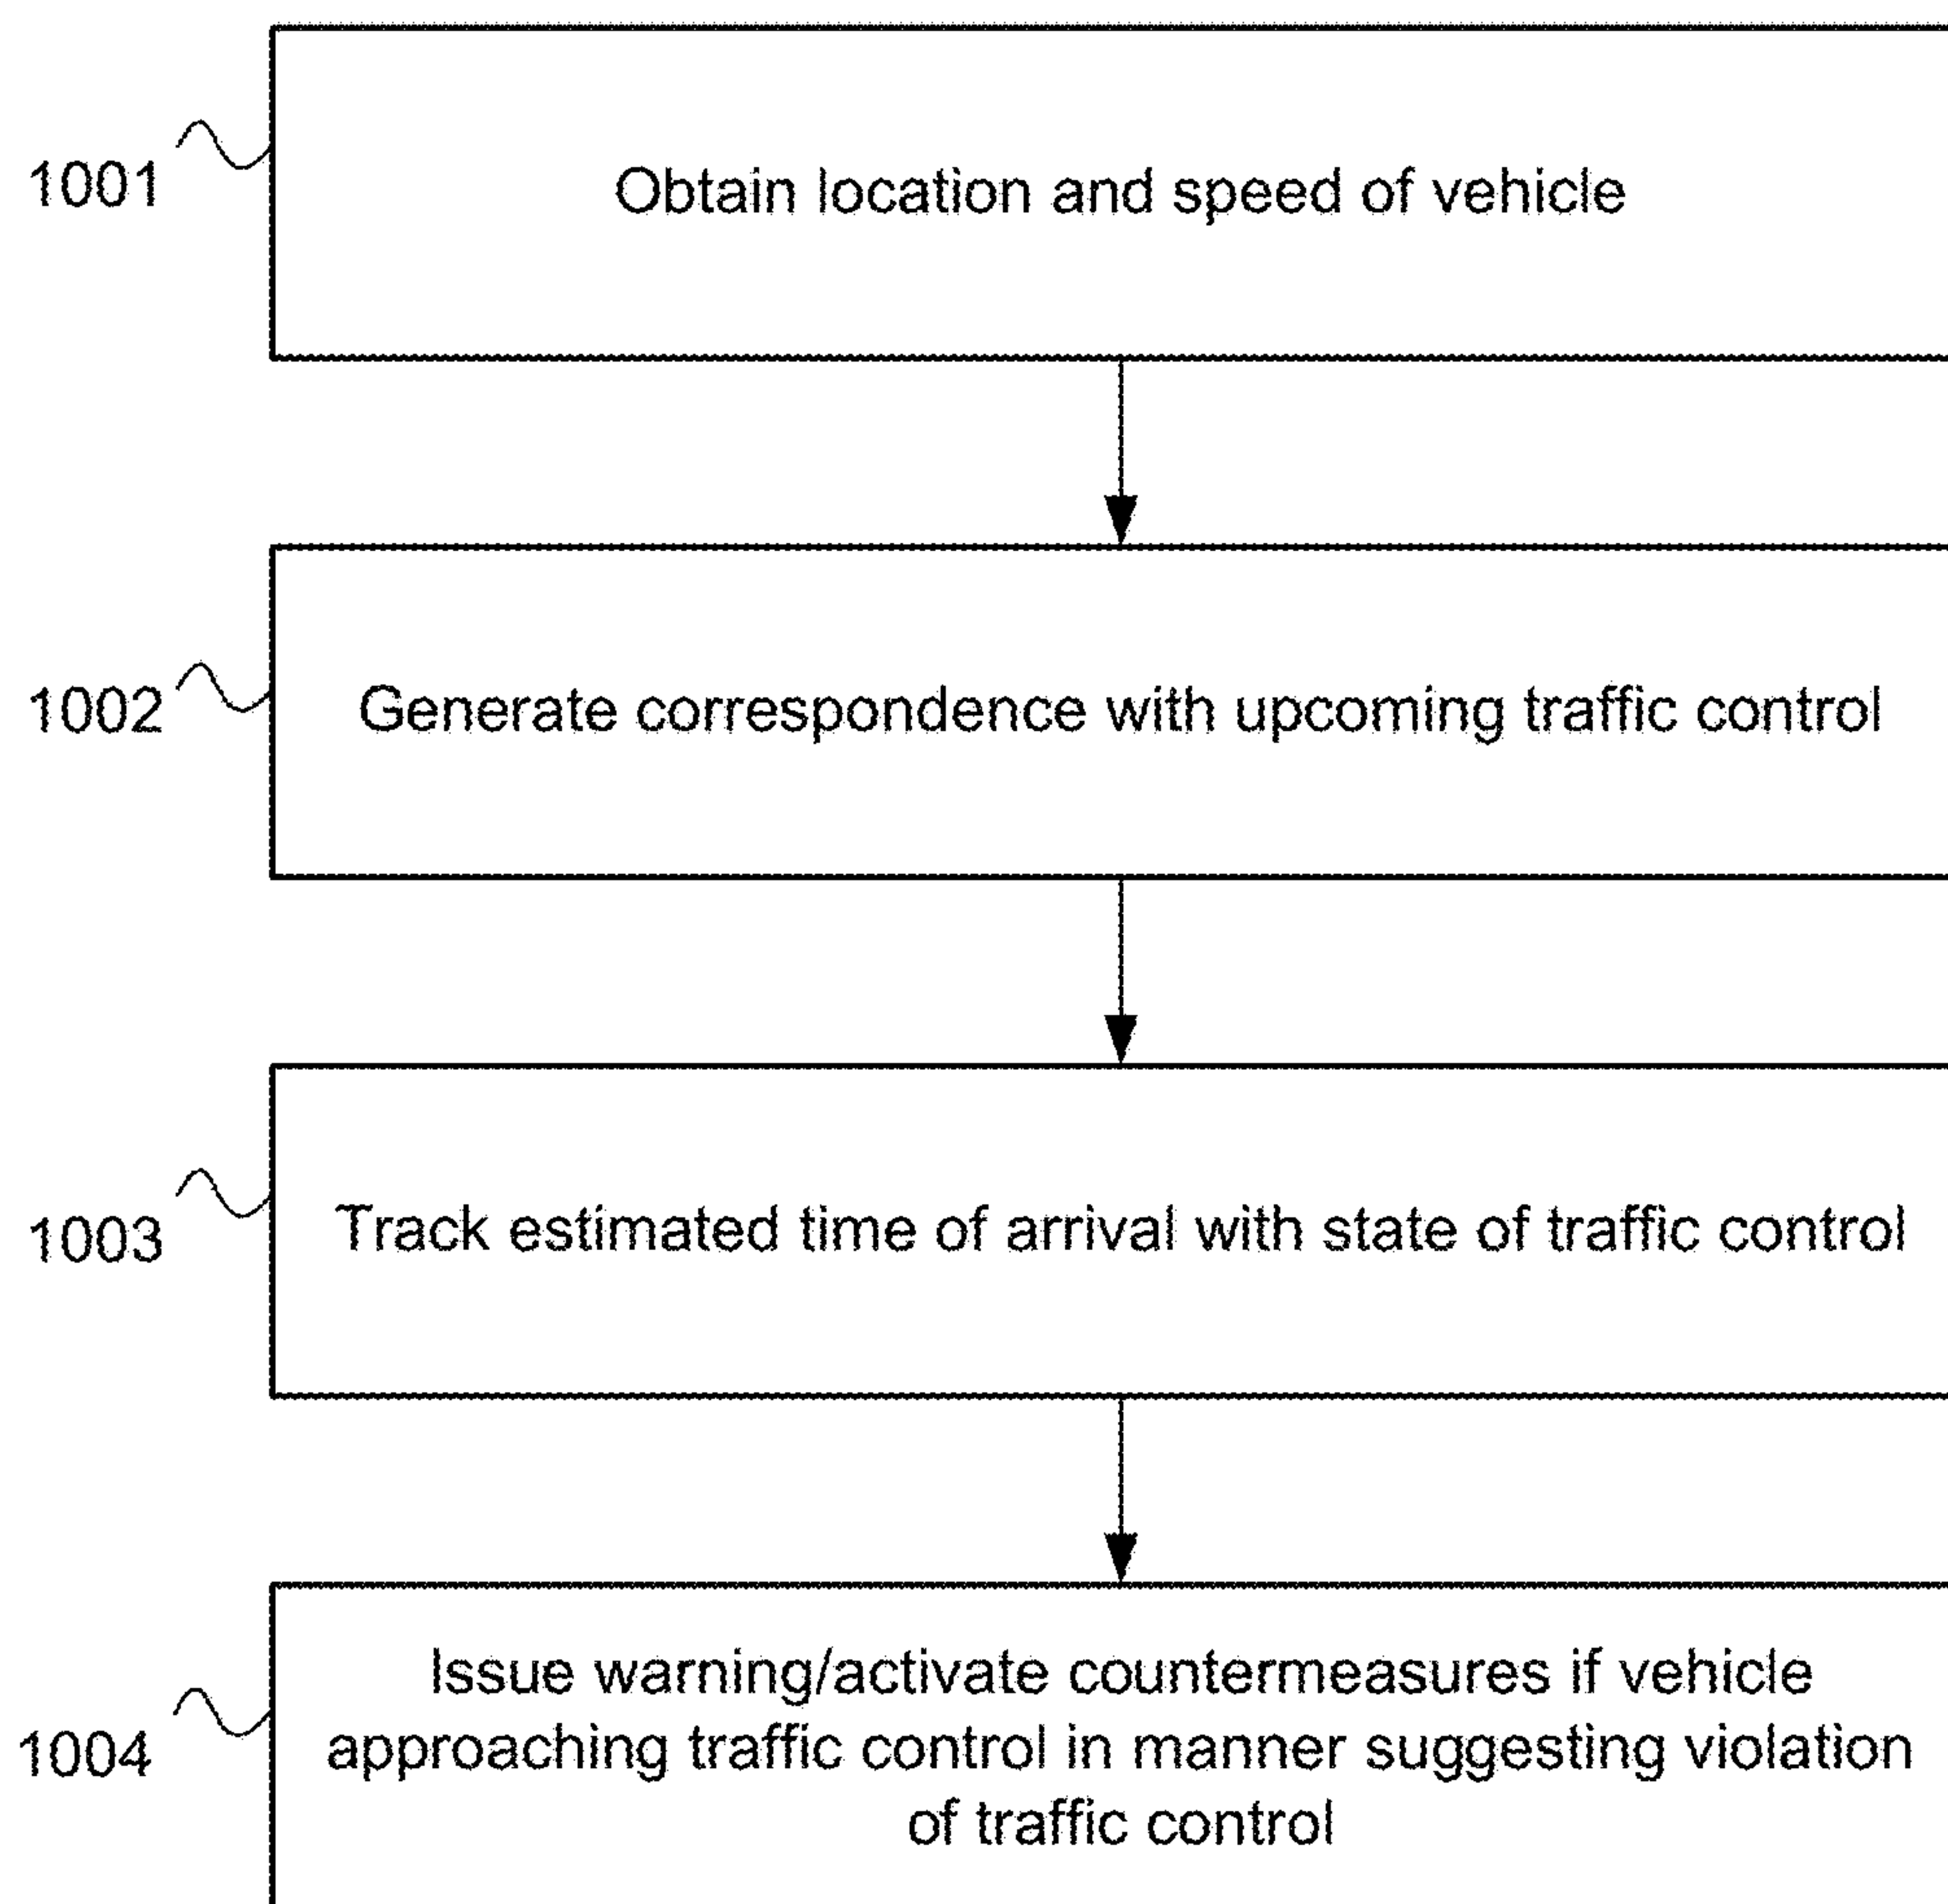 1001
Obtain location and speed of vehicle
1002
Generate correspondence with upcoming traffic control
1003
Track estimated time of arrival with state of traffic control
1004
Issue warning/activate countermeasures if vehicle
approaching traffic control in manner suggesting violation
of traffic control